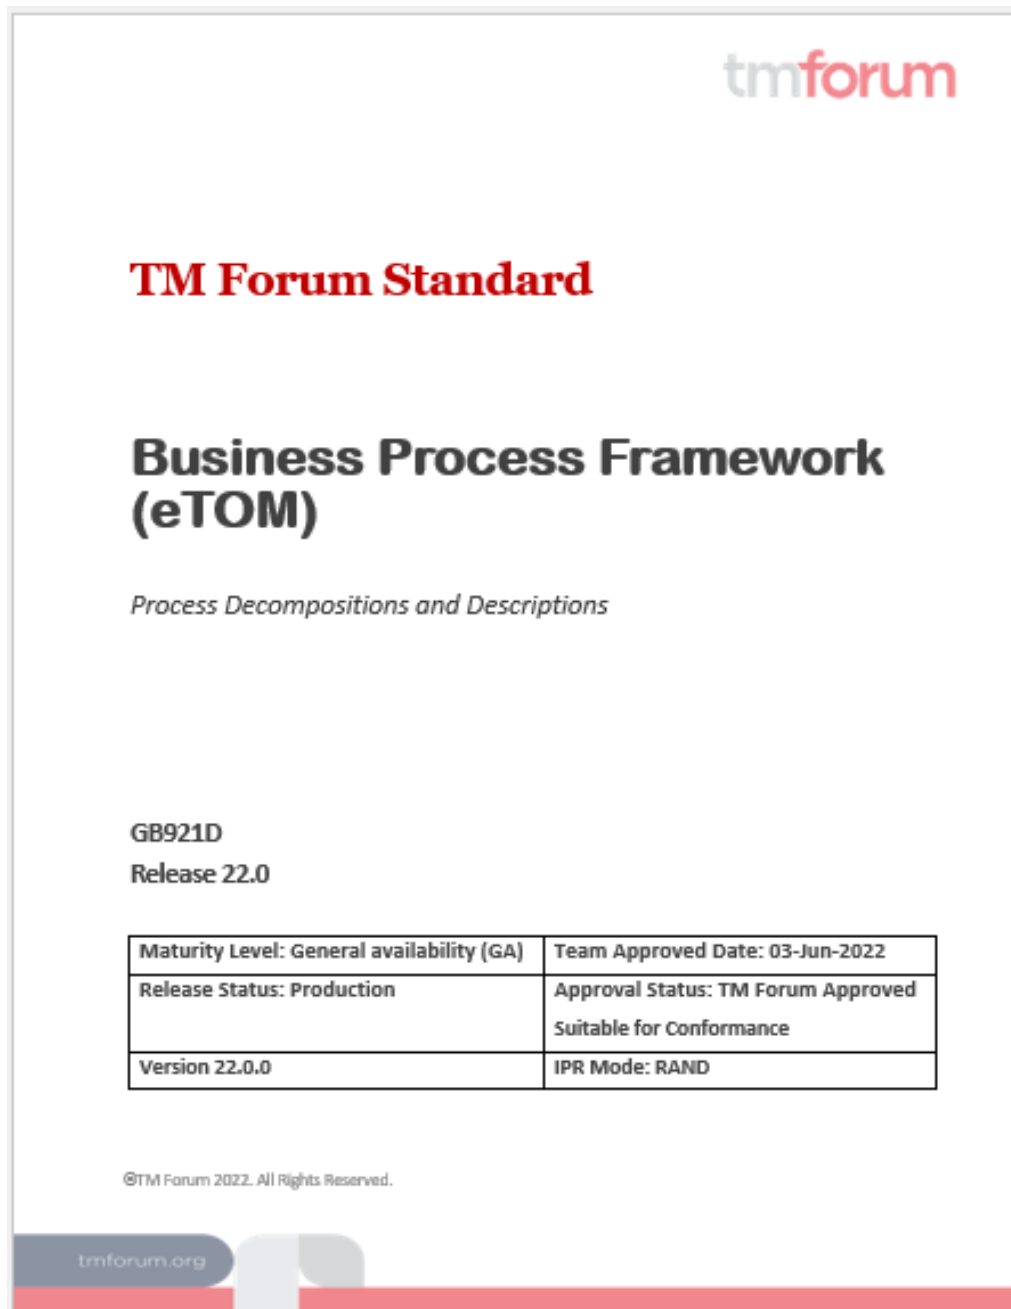 tmforum
TM Forum Standard
Business Process Framework
(eTOM)
Process Decompositions and Descriptions
GB921D
Release 22.0
Maturity Level: General availability (GA)
Team Approved Date: 03-Jun-2022
Release Status: Production
Approval Status: TM Forum Approved
Suitable for Conformance
Version 22.0.0
IPR Mode: RAND
©TM Forum 2022. All Rights Reserved.
tmforum.org